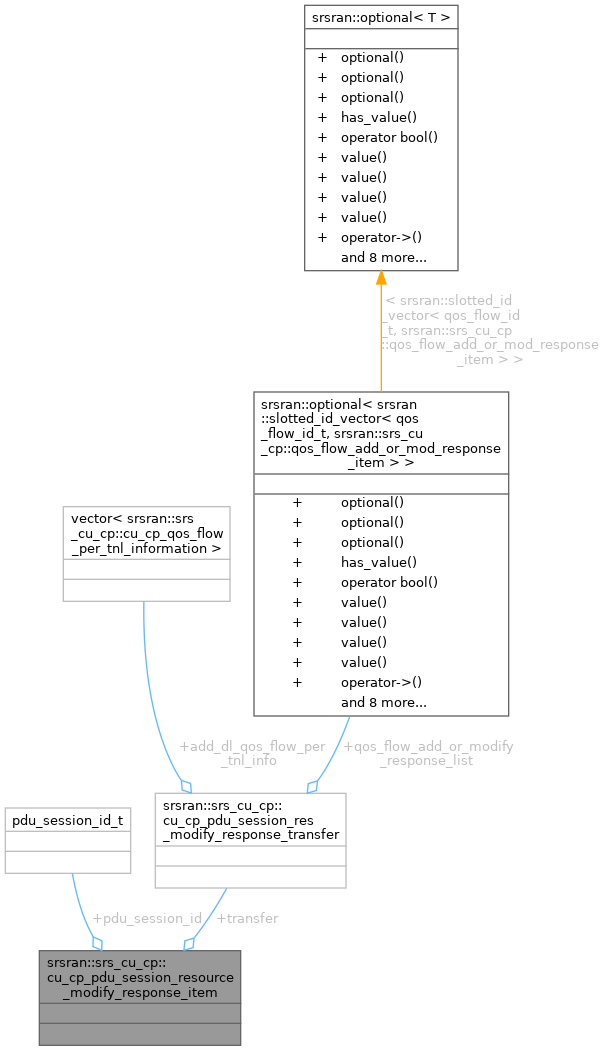 srsran::optional< T >
+ optional()
+ optional()
+ optional()
+ has_value()
+ operator bool()
+ value()
+ value()
+ value()
+ value()
+ operator->()
and 8 more...
< srsran::slotted_id
_vector< qos_flow_id
_t, srsran::srs_cu_cp
::qos_flow_add_or_mod_response
_item > >
srsran::optional< srsran
::slotted_id_vector< qos
_flow_id_t, srsran::srs_cu
_cp::qos_flow_add_or_mod_response
_item > >
+ optional()
+ optional()
+ optional()
+ has_value()
+ operator bool()
+ value()
+ value()
+ value()
+ value()
+ operator->()
and 8 more...
vector< srsran::srs
_cu_cp::cu_cp_qos_flow
_per_tnl_information >
+add_dl_qos_flow_per
_tnl_info
+qos_flow_add_or_modify
_response_list
srsran::srs_cu_cp::
cu_cp_pdu_session_res
_modify_response_transfer
pdu_session_id_t
+pdu_session_id
+transfer
srsran::srs_cu_cp::
cu_cp_pdu_session_resource
_modify_response_item